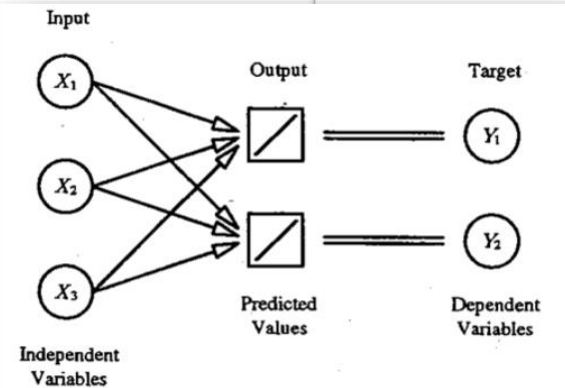 Input
Output
Target
X₁
Y₁
X₂
Y₂
X₃
Predicted
Values
Dependent
Variables
Independent
Variables